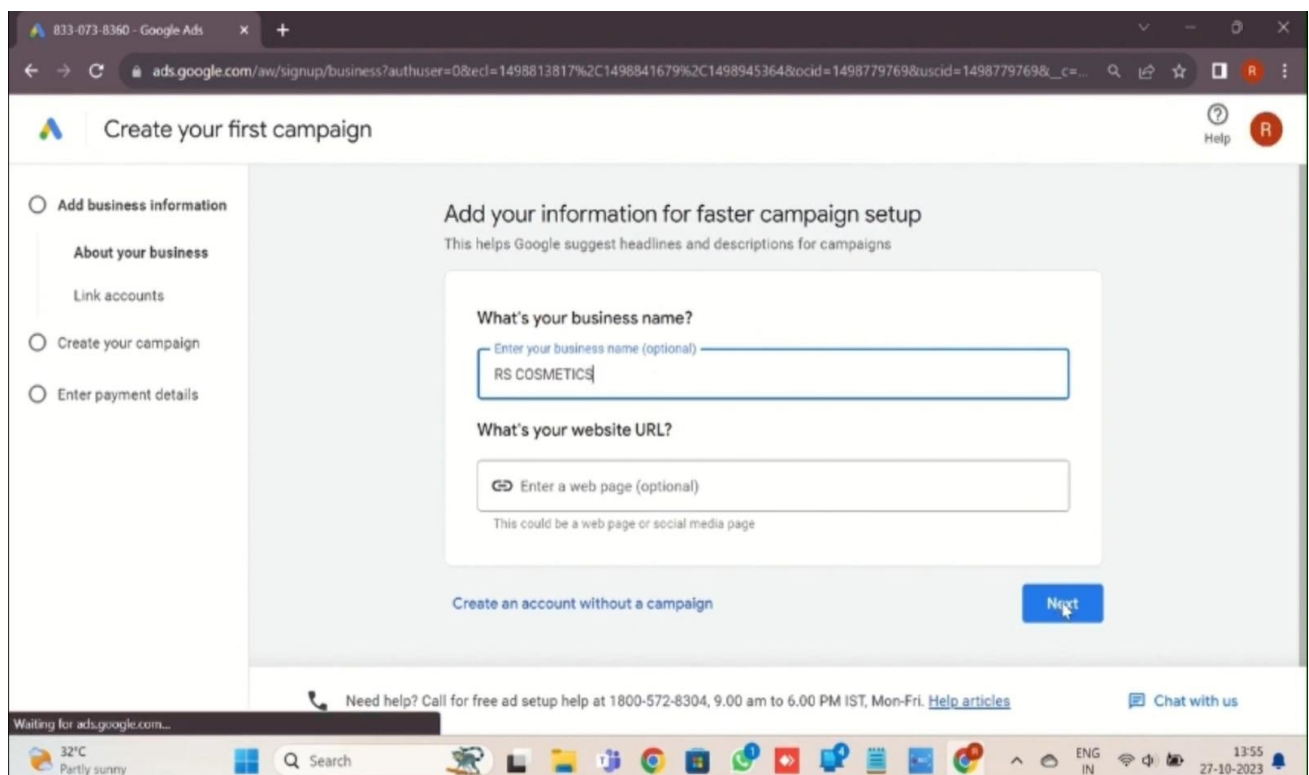 833-073-8360 - Google Ads
ads.google.com/aw/signup/business?authuser=0&ecl=1498813817%2C1498841679%2C1498945364&ocid=1498779769&uscid=1498779769&__c=...
R
Create your first campaign
Help
R
Add business information
About your business
Link accounts
Create your campaign
Enter payment details
Add your information for faster campaign setup
This helps Google suggest headlines and descriptions for campaigns
What's your business name?
Enter your business name (optional)
RS COSMETICS
What's your website URL?
Enter a web page (optional)
This could be a web page or social media page
Create an account without a campaign
Next
Need help? Call for free ad setup help at 1800-572-8304, 9.00 am to 6.00 PM IST, Mon-Fri. Help articles
Chat with us
Waiting for ads.google.com...
32°C
Partly sunny
Search
ENG
IN
13:55
27-10-2023